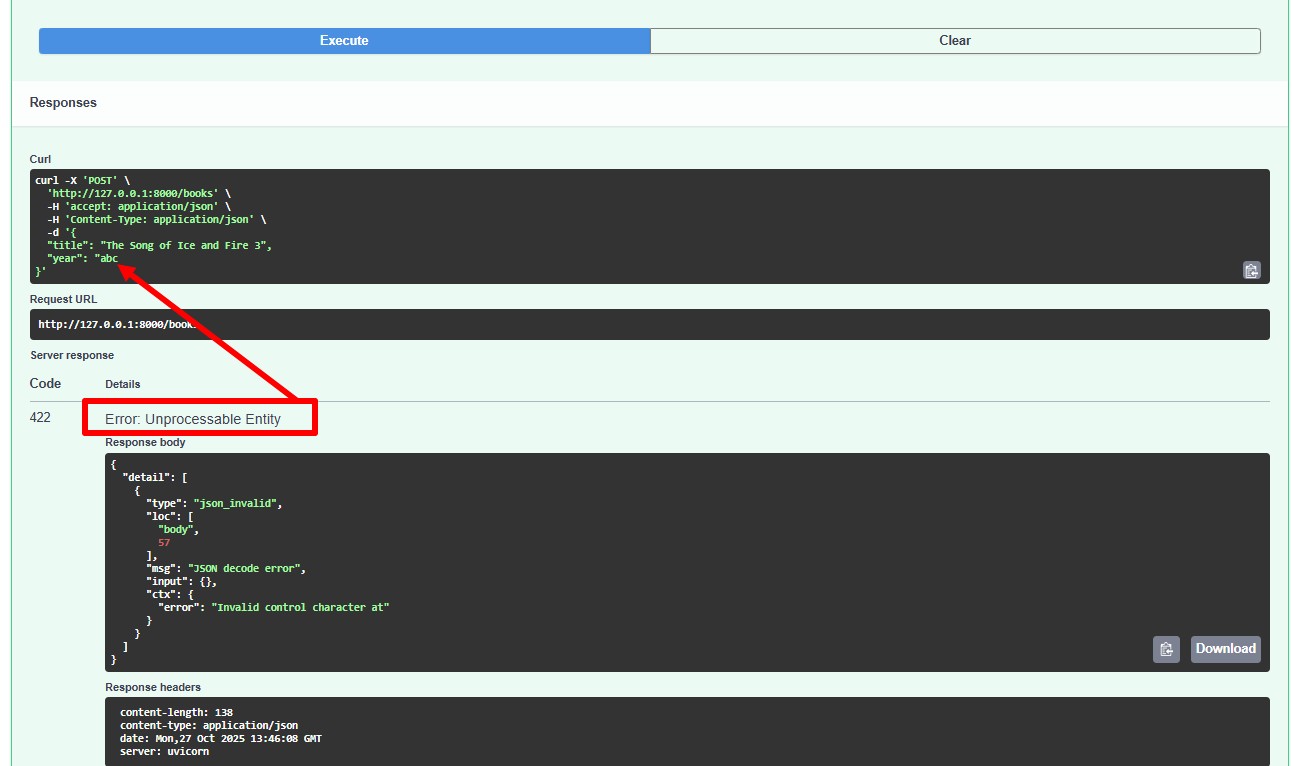 Execute
Clear
Responses
Curl
curl -X 'POST' \
  'http://127.0.0.1:8000/books' \
  -H 'accept: application/json' \
  -H 'Content-Type: application/json' \
  -d '{
  "title": "The Song of Ice and Fire 3",
  "year": "abc
}'
Request URL
http://127.0.0.1:8000/books
Server response
Code Details
422 Error: Unprocessable Entity
Response body
{
  "detail": [
    {
      "type": "json_invalid",
      "loc": [
        "body",
        57
      ],
      "msg": "JSON decode error",
      "input": {},
      "ctx": {
        "error": "Invalid control character at"
      }
    }
  ]
}
Download
Response headers
content-length: 138
content-type: application/json
date: Mon,27 Oct 2025 13:46:08 GMT
server: uvicorn